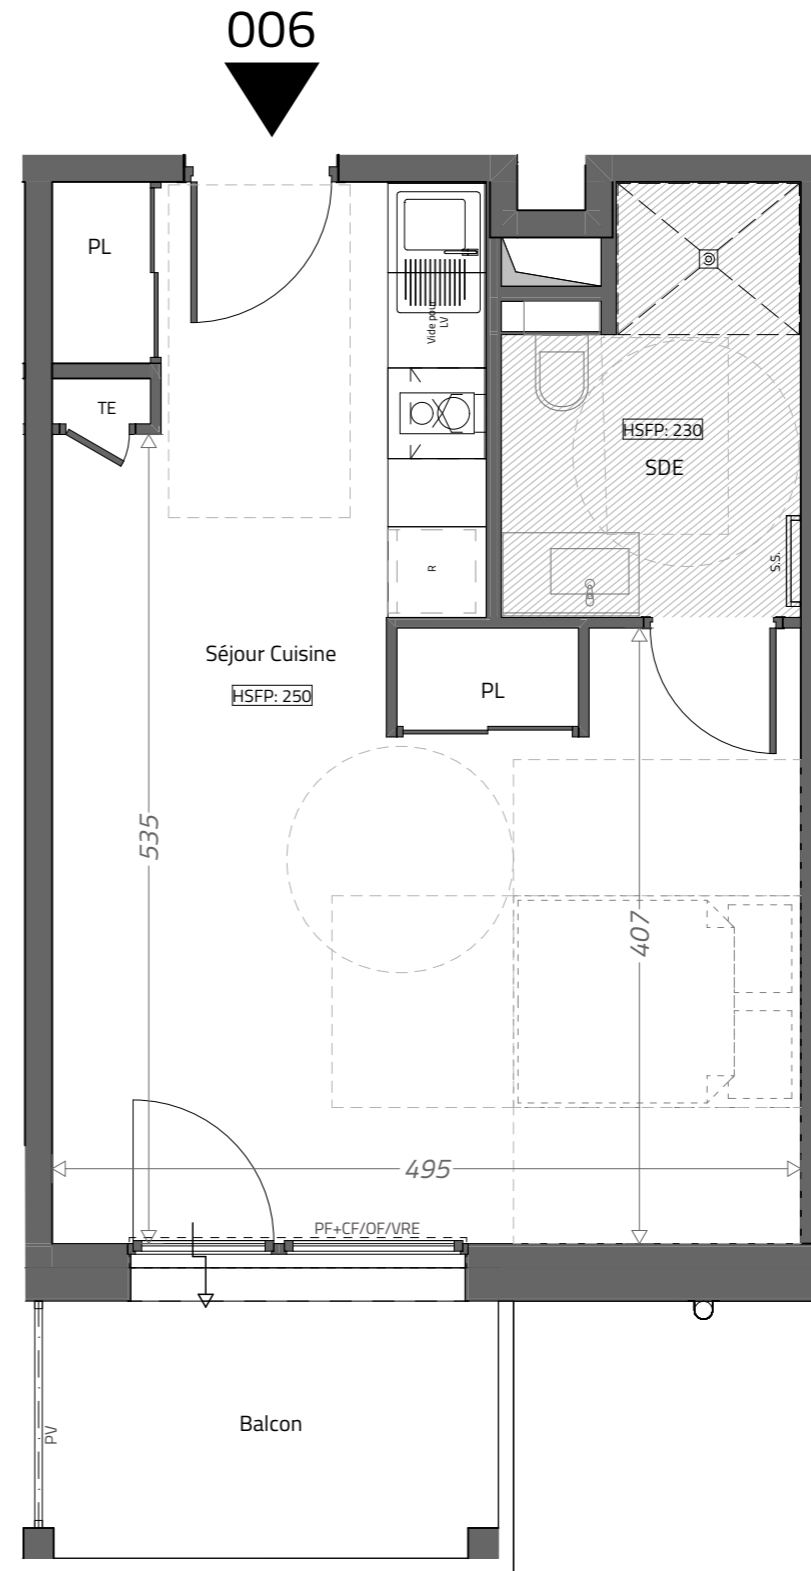 006
PL
Vide pour
LV
TE
HSFP: 230
SDE
S.S.
R
Séjour Cuisine
HSFP: 250
PL
535
407
495
PF+CF/OF/VRE
Balcon
PV